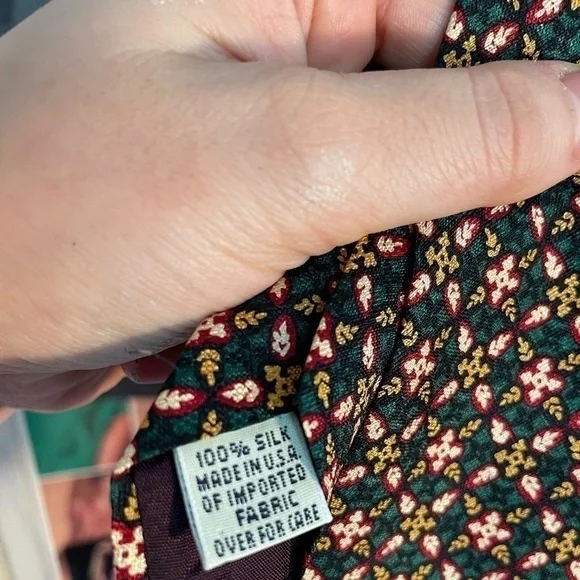 100% SILK
MADE IN U.S.A.
OF IMPORTED
FABRIC
OVER FOR CARE